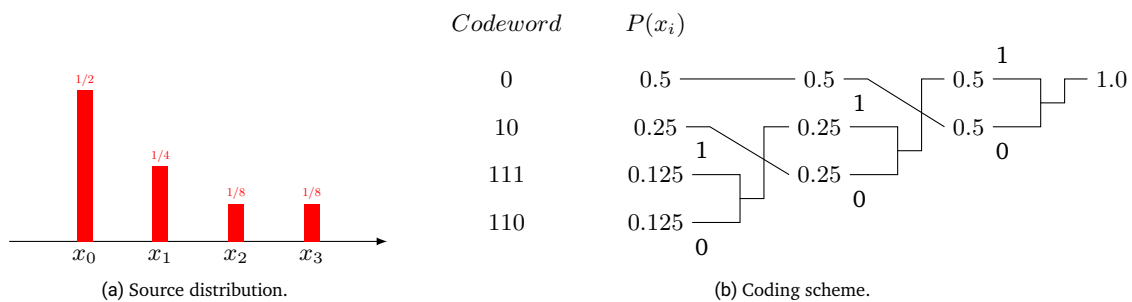 Codeword P(x_i)
1
1/2 0 0.5 0.5 0.5 1.0
1
10 0.25 0.25 0.5
1/4 1 0
111 0.125 0.25
1/8 1/8 0
110 0.125
0
x_0 x_1 x_2 x_3
(a) Source distribution. (b) Coding scheme.